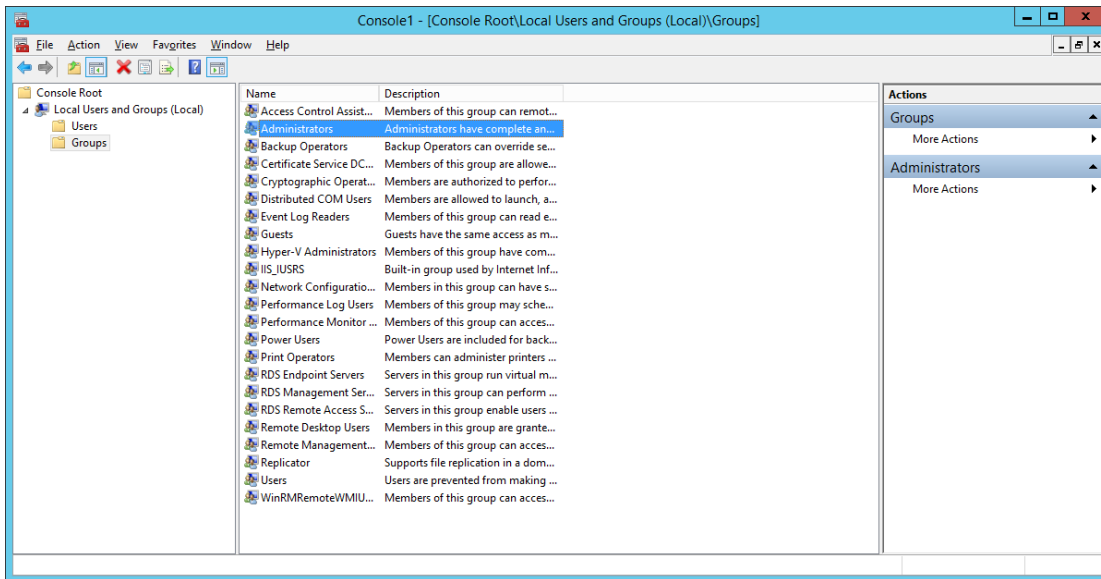 Console1 - [Console Root\Local Users and Groups (Local)\Groups]
File Action View Favorites Window Help
Console Root
Local Users and Groups (Local)
Users
Groups
Name Description
Access Control Assist... Members of this group can remot...
Administrators Administrators have complete an...
Backup Operators Backup Operators can override se...
Certificate Service DC... Members of this group are allowe...
Cryptographic Operat... Members are authorized to perfor...
Distributed COM Users Members are allowed to launch, a...
Event Log Readers Members of this group can read e...
Guests Guests have the same access as m...
Hyper-V Administrators Members of this group have com...
IIS_IUSRS Built-in group used by Internet Inf...
Network Configuratio... Members in this group can have s...
Performance Log Users Members of this group may sche...
Performance Monitor ... Members of this group can acces...
Power Users Power Users are included for back...
Print Operators Members can administer printers ...
RDS Endpoint Servers Servers in this group run virtual m...
RDS Management Ser... Servers in this group can perform ...
RDS Remote Access S... Servers in this group enable users ...
Remote Desktop Users Members in this group are grante...
Remote Management... Members of this group can acces...
Replicator Supports file replication in a dom...
Users Users are prevented from making ...
WinRMRemoteWMIU... Members of this group can acces...
Actions
Groups
More Actions
Administrators
More Actions